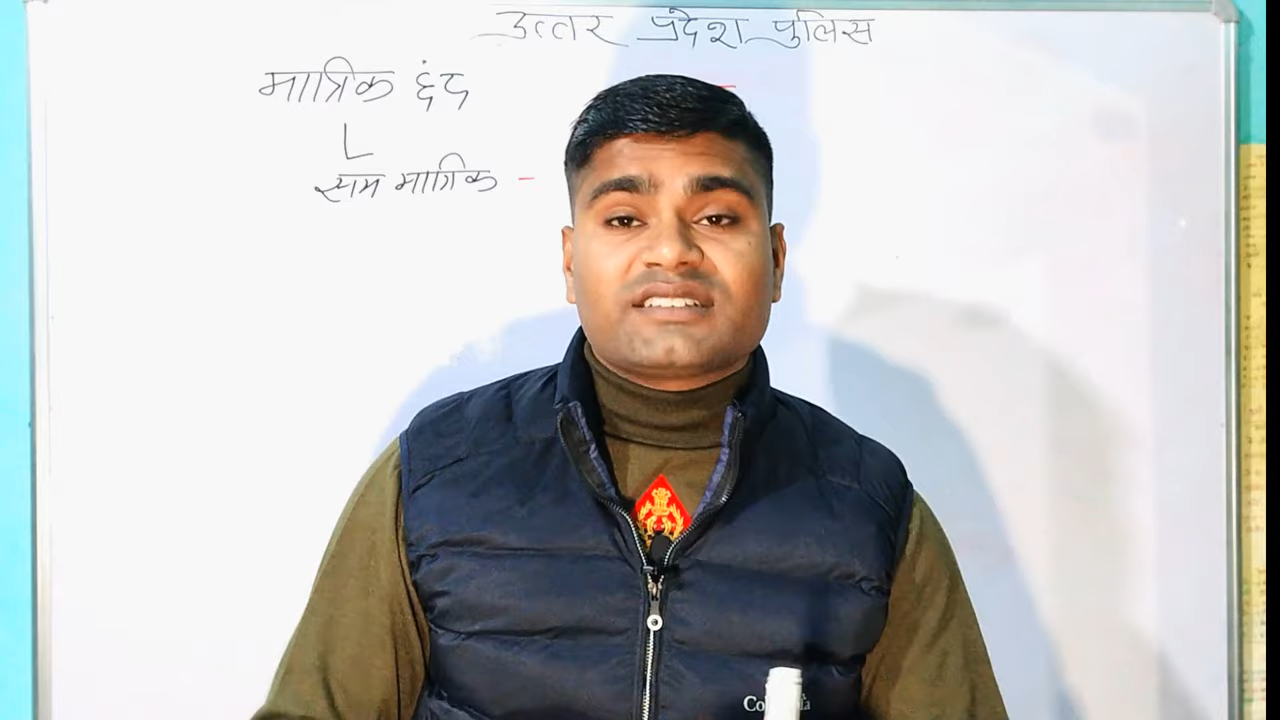 उत्तर प्रदेश पुलिस
मात्रिक छंद
सम मात्रिक -